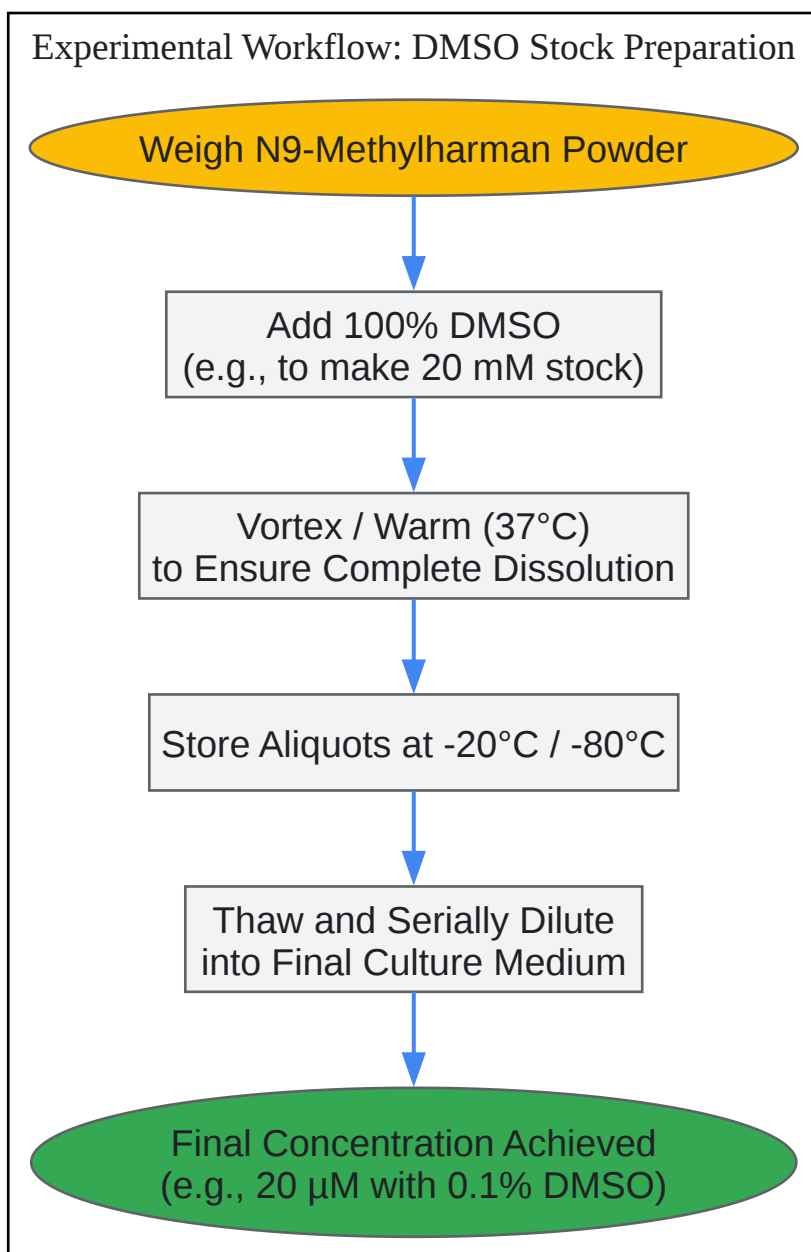 Experimental Workflow: DMSO Stock Preparation
Weigh N9-Methylharman Powder
Add 100% DMSO
(e.g., to make 20 mM stock)
Vortex / Warm (37°C)
to Ensure Complete Dissolution
Store Aliquots at -20°C / -80°C
Thaw and Serially Dilute
into Final Culture Medium
Final Concentration Achieved
(e.g., 20 µM with 0.1% DMSO)